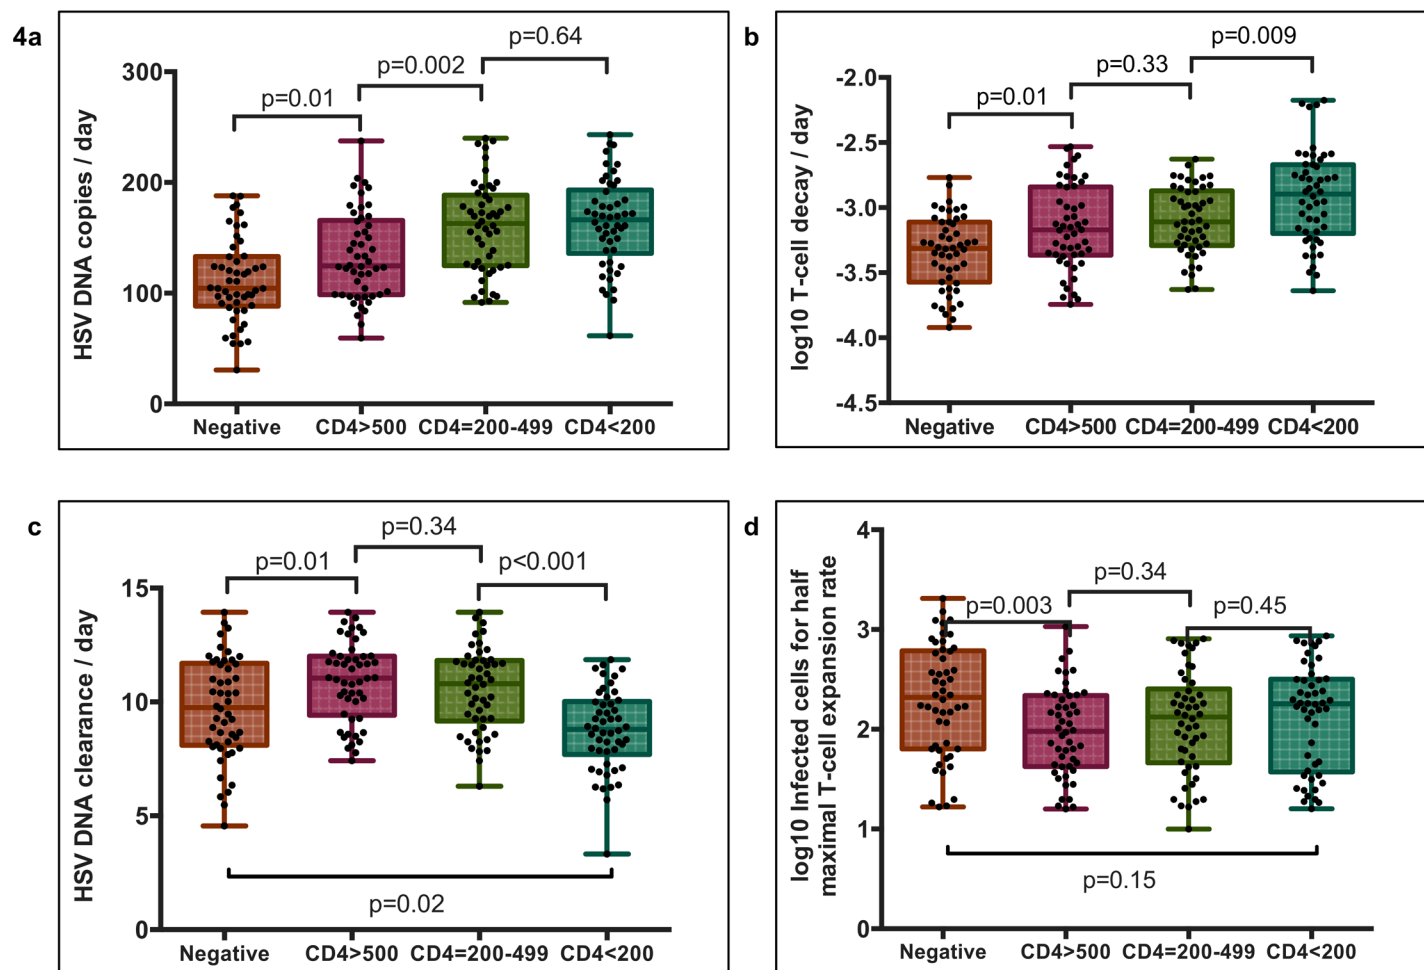 4a
p=0.64
p=0.002
p=0.01
HSV DNA copies / day
300
200
100
0
Negative CD4>500 CD4=200-499 CD4<200
b
p=0.009
p=0.33
p=0.01
log10 T-cell decay / day
-2.0
-2.5
-3.0
-3.5
-4.0
-4.5
Negative CD4>500 CD4=200-499 CD4<200
c
p=0.34
p=0.01
p<0.001
HSV DNA clearance / day
15
10
5
0
p=0.02
Negative CD4>500 CD4=200-499 CD4<200
d
p=0.34
p=0.003
p=0.45
log10 Infected cells for half
maximal T-cell expansion rate
4
3
2
1
0
p=0.15
Negative CD4>500 CD4=200-499 CD4<200